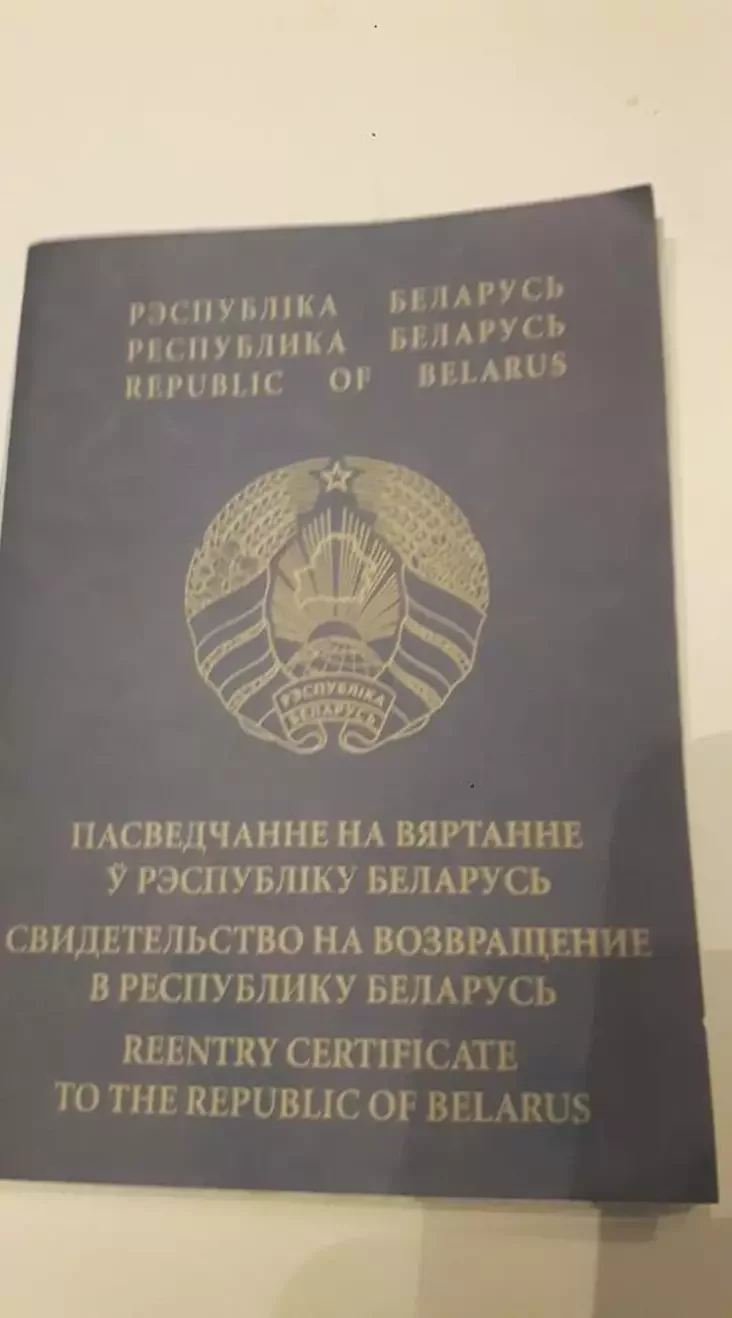 РЭСПУБЛІКА БЕЛАРУСЬ
РЕСПУБЛИКА БЕЛАРУСЬ
REPUBLIC OF BELARUS
РЭСПУБЛІКА
БЕЛАРУСЬ
ПАСВЕДЧАННЕ НА ВЯРТАННЕ
Ў РЭСПУБЛІКУ БЕЛАРУСЬ
СВИДЕТЕЛЬСТВО НА ВОЗВРАЩЕНИЕ
В РЕСПУБЛИКУ БЕЛАРУСЬ
REENTRY CERTIFICATE
TO THE REPUBLIC OF BELARUS